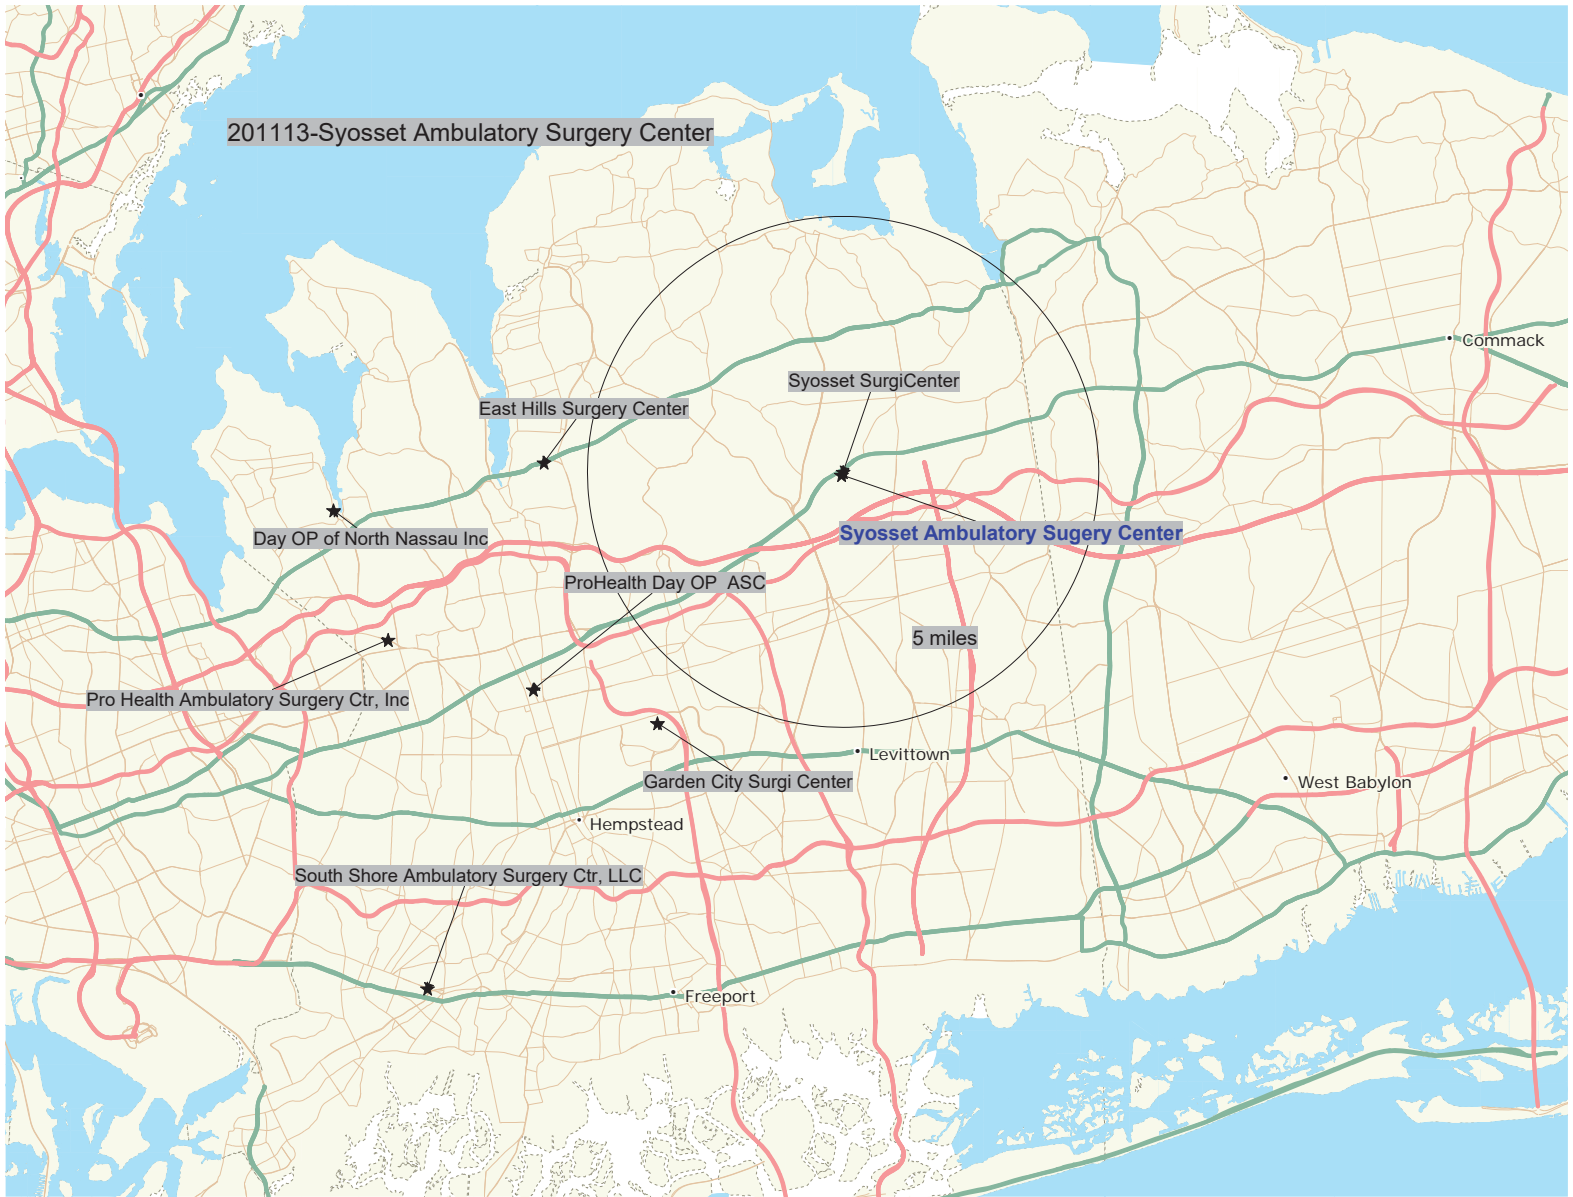 201113-Syosset Ambulatory Surgery Center
Commack
Syosset SurgiCenter
East Hills Surgery Center
Day OP of North Nassau Inc
Syosset Ambulatory Sugery Center
ProHealth Day OP  ASC
5 miles
Pro Health Ambulatory Surgery Ctr, Inc
Levittown
Garden City Surgi Center
West Babylon
Hempstead
South Shore Ambulatory Surgery Ctr, LLC
Freeport